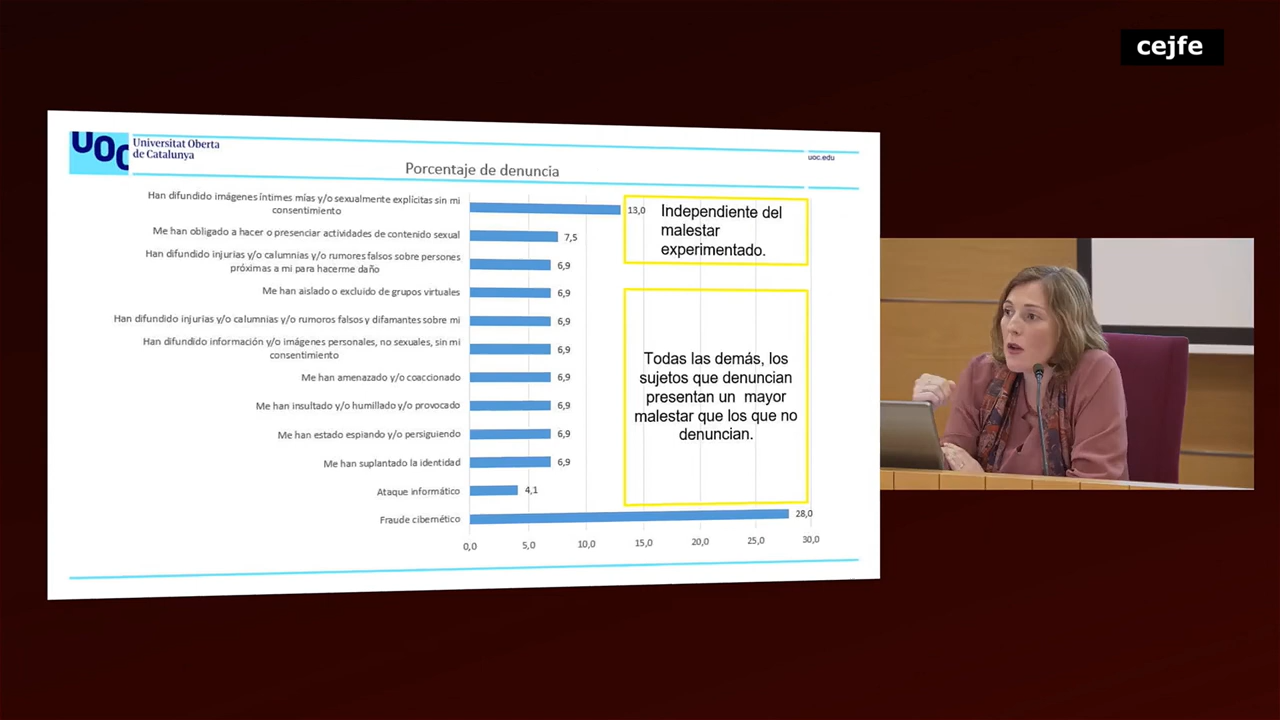 cejfe
UOC
Universitat Oberta
de Catalunya
uoc.edu
Porcentaje de denuncia
Han difundido imágenes íntimes mías y/o sexualmente explícitas sin mi
consentimiento
13,0
Me han obligado a hacer o presenciar actividades de contenido sexual
7,5
Han difundido injurias y/o calumnias y/o rumores falsos sobre persones
próximas a mi para hacerme daño
6,9
Me han aislado o excluido de grupos virtuales
6,9
Han difundido injurias y/o calumnias y/o rumores falsos y difamantes sobre mi
6,9
Han difundido información y/o imágenes personales, no sexuales, sin mi
consentimiento
6,9
Me han amenazado y/o coaccionado
6,9
Me han insultado y/o humillado y/o provocado
6,9
Me han estado espiando y/o persiguiendo
6,9
Me han suplantado la identidad
6,9
Ataque informático
4,1
Fraude cibernético
28,0
0,0 5,0 10,0 15,0 20,0 25,0 30,0
Independiente del
malestar
experimentado.
Todas las demás, los
sujetos que denuncian
presentan un mayor
malestar que los que no
denuncian.